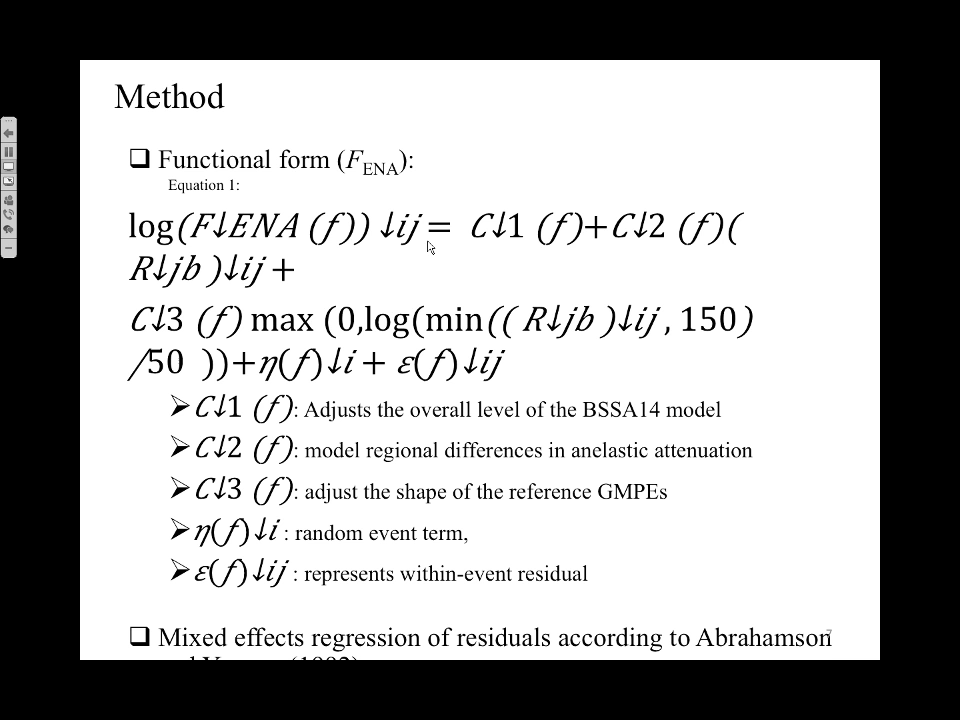 Method
❑ Functional form (F ENA):
Equation 1:
log(F↓ENA (f)) ↓ij = C↓1 (f)+C↓2 (f)(
R↓jb )↓ij +
C↓3 (f) max (0,log(min(( R↓jb )↓ij , 150)
/50 ))+η(f)↓i + ε(f)↓ij
➢ C↓1 (f): Adjusts the overall level of the BSSA14 model
➢ C↓2 (f): model regional differences in anelastic attenuation
➢ C↓3 (f): adjust the shape of the reference GMPEs
➢ η(f)↓i : random event term,
➢ ε(f)↓ij : represents within-event residual
❑ Mixed effects regression of residuals according to Abrahamson
7